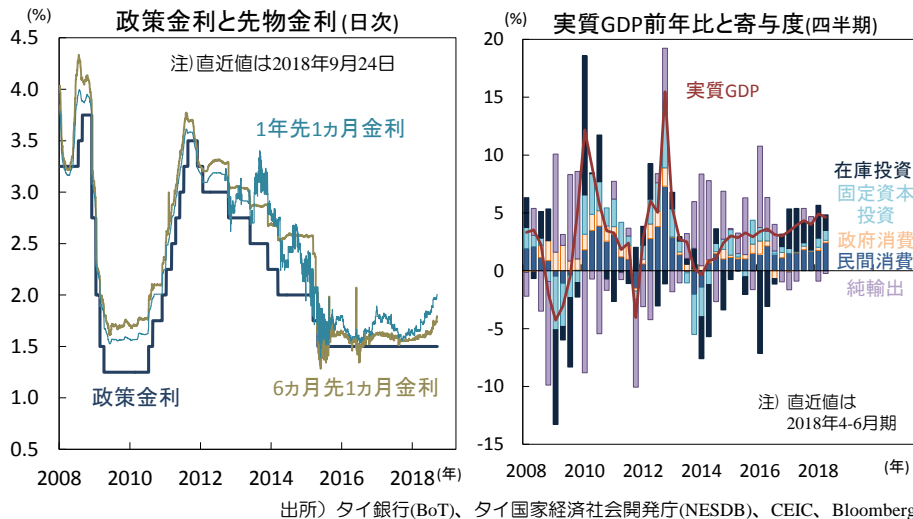 政策金利と先物金利(日次)
(%)
4.5
4.0
3.5
3.0
2.5
2.0
1.5
1.0
0.5
注)直近値は2018年9月24日
1年先1ヵ月金利
政策金利
6ヵ月先1カ月金利
2008 2010 2012 2014 2016 2018 (年)
実質GDP前年比と寄与度(四半期)
(%)
20
15
10
5
0
-5
-10
-15
実質GDP
在庫投資
固定資本
投資
政府消費
民間消費
純輸出
注) 直近値は
2018年4-6月期
2008 2010 2012 2014 2016 2018
(年)
出所）タイ銀行(BoT)、タイ国家経済社会開発庁(NESDB)、CEIC、Bloomberg